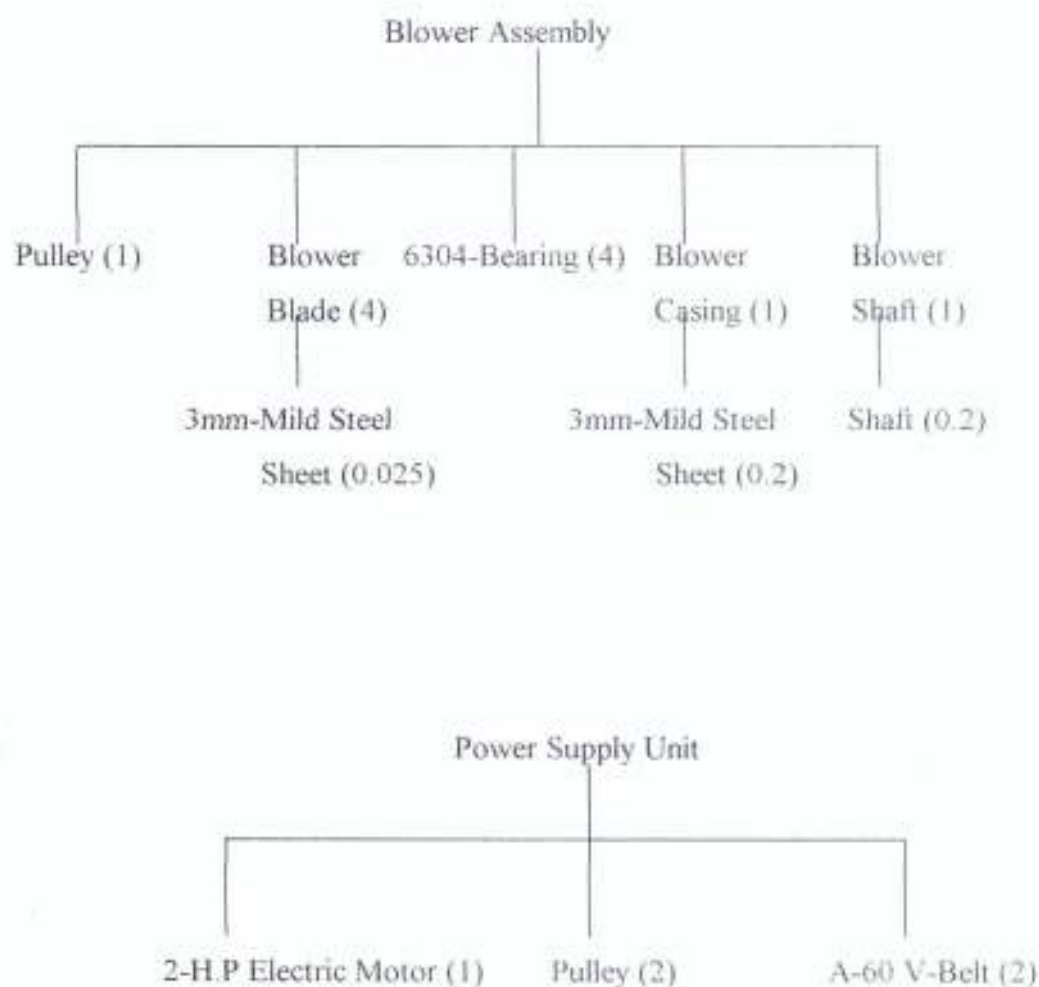 Blower Assembly
Pulley (1)
Blower
Blade (4)
6304-Bearing (4)
Blower
Casing (1)
Blower
Shaft (1)
3mm-Mild Steel
Sheet (0.025)
3mm-Mild Steel
Sheet (0.2)
Shaft (0.2)
Power Supply Unit
2-H.P Electric Motor (1)
Pulley (2)
A-60 V-Belt (2)